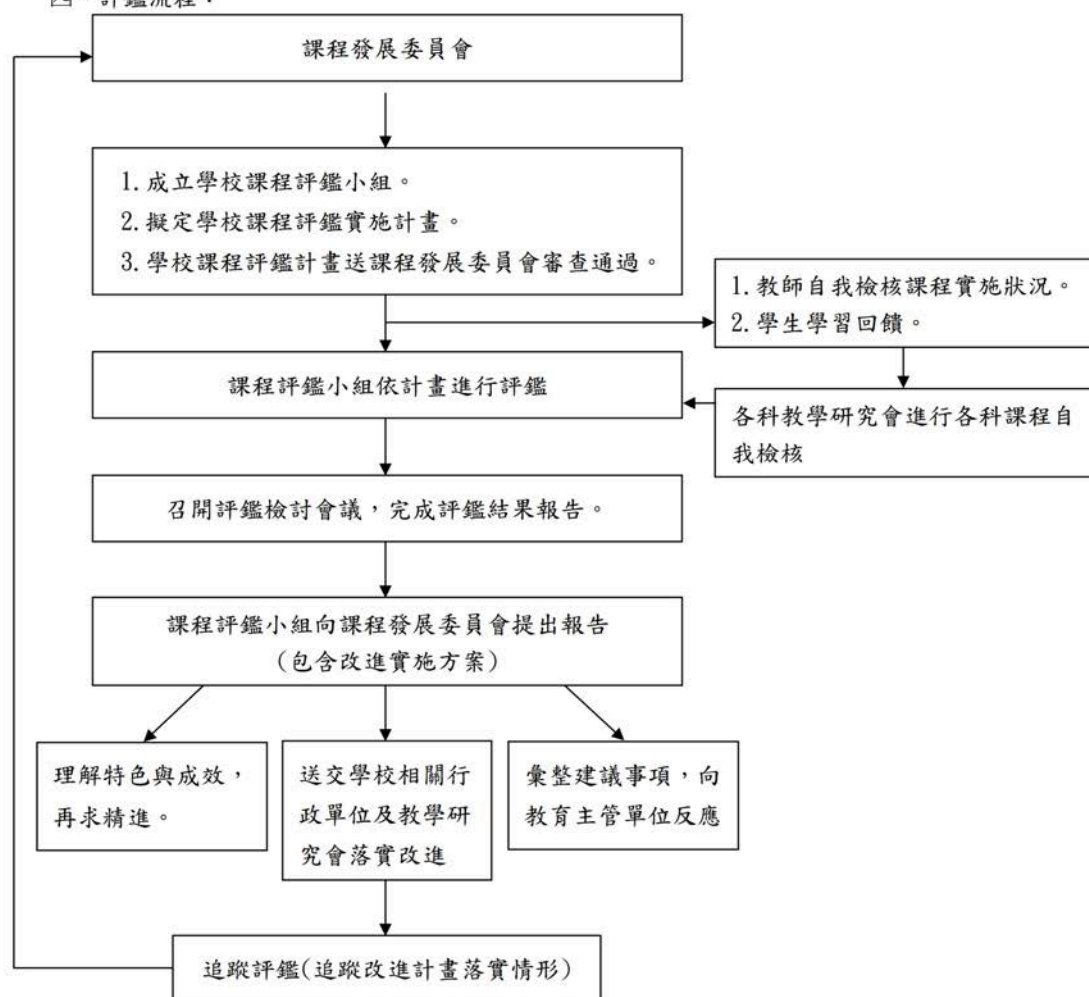 四、評鑑流程：
課程發展委員會
1.成立學校課程評鑑小組。
2.擬定學校課程評鑑實施計畫。
3.學校課程評鑑計畫送課程發展委員會審查通過。
1.教師自我檢核課程實施狀況。
2.學生學習回饋。
課程評鑑小組依計畫進行評鑑
各科教學研究會進行各科課程自
我檢核
召開評鑑檢討會議，完成評鑑結果報告。
課程評鑑小組向課程發展委員會提出報告
(包含改進實施方案)
理解特色與成效，
再求精進。
送交學校相關行
政單位及教學研
究會落實改進
彙整建議事項，向
教育主管單位反應
追蹤評鑑(追蹤改進計畫落實情形)